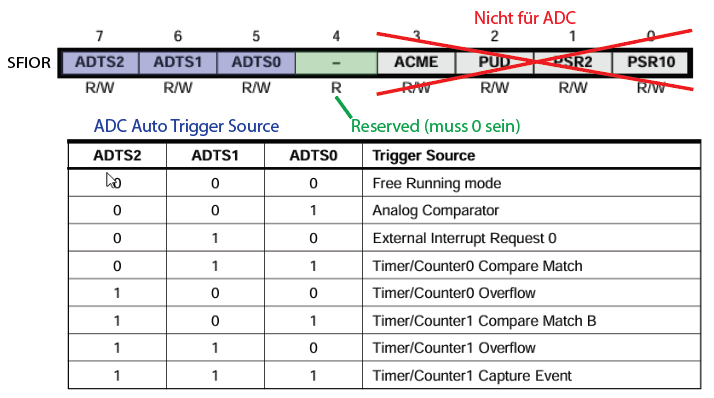 Nicht für ADC
7 6 5 4 3 2 1 0
SFIOR ADTS2 ADTS1 ADTS0 – ACME PUD PSR2 PSR10
R/W R/W R/W R R/W R/W R/W R/W
ADC Auto Trigger Source Reserved (muss 0 sein)
ADTS2 ADTS1 ADTS0 Trigger Source
0 0 0 Free Running mode
0 0 1 Analog Comparator
0 1 0 External Interrupt Request 0
0 1 1 Timer/Counter0 Compare Match
1 0 0 Timer/Counter0 Overflow
1 0 1 Timer/Counter1 Compare Match B
1 1 0 Timer/Counter1 Overflow
1 1 1 Timer/Counter1 Capture Event